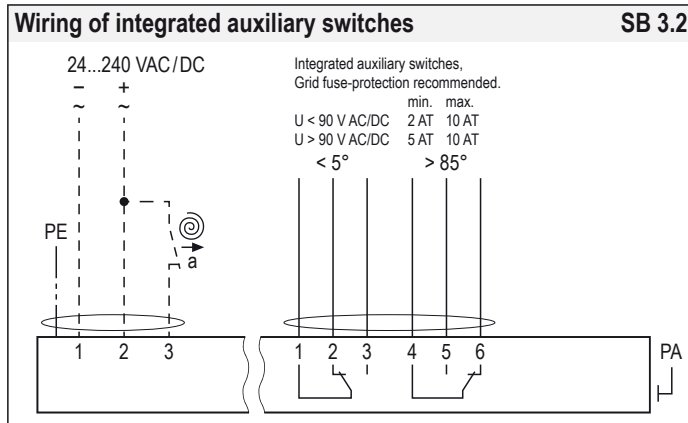 Wiring of integrated auxiliary switches SB 3.2
24...240 VAC/DC
– +
~ ~
Integrated auxiliary switches,
Grid fuse-protection recommended.
min. max.
U < 90 V AC/DC 2 AT 10 AT
U > 90 V AC/DC 5 AT 10 AT
< 5° > 85°
PE
a
1 2 3 1 2 3 4 5 6 PA